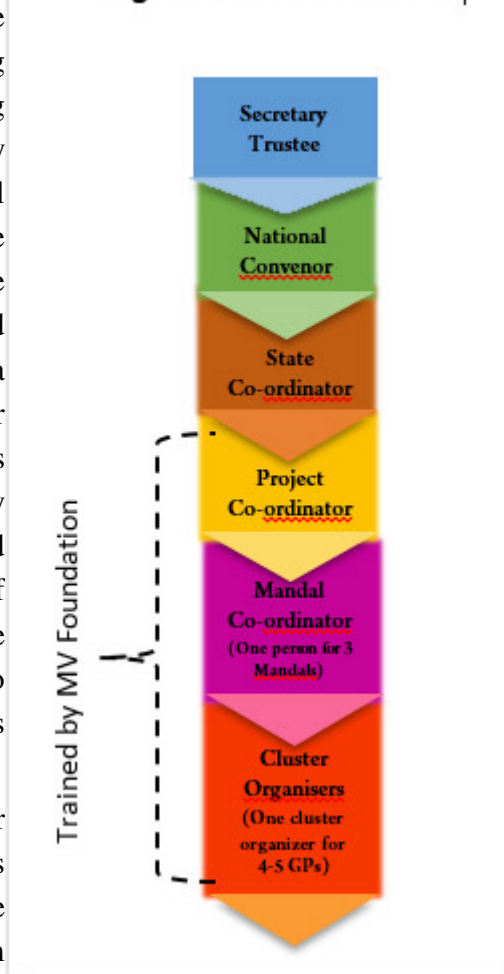 Secretary
Trustee
National
Convenor
State
Co-ordinator
Project
Co-ordinator
Mandal
Co-ordinator
(One person for 3
Mandals)
Cluster
Organisers
(One cluster
organizer for
4-5 GPs)
Trained by MV Foundation